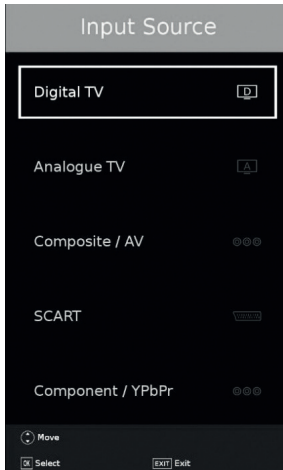 Input Source
Digital TV D
Analogue TV A
Composite / AV
SCART
Component / YPbPr
Move
OK Select EXIT Exit